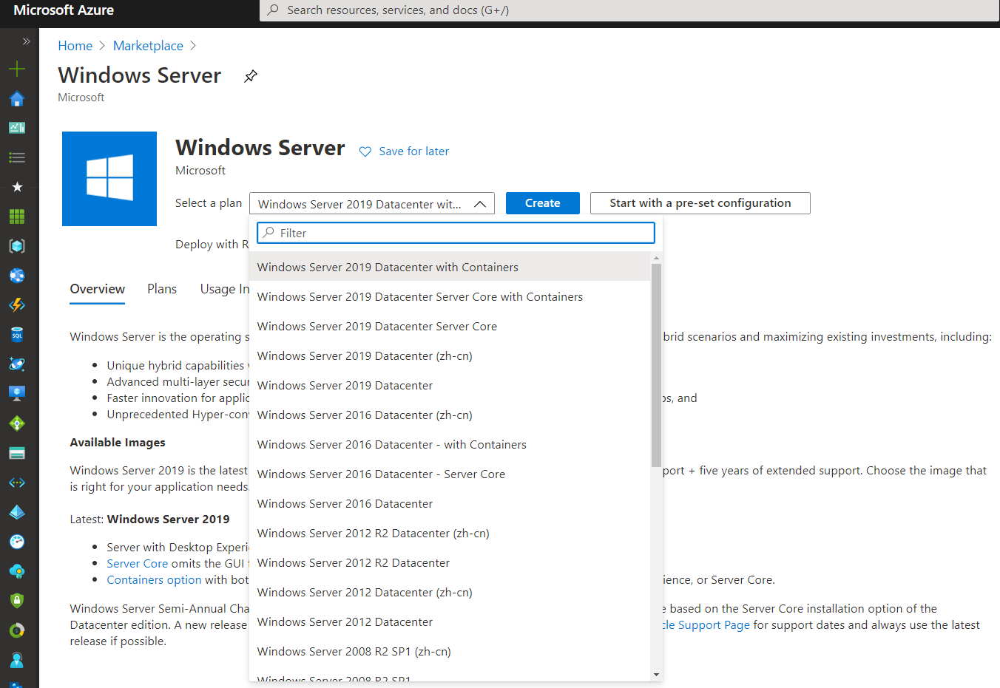 Microsoft Azure
Search resources, services, and docs (G+/)
Home
Marketplace
Windows Server
Microsoft
Windows Server
Save for later
Microsoft
Select a plan
Windows Server 2019 Datacenter wit...
Create
Start with a pre-set configuration
Filter
Deploy with R
Windows Server 2019 Datacenter with Containers
Windows Server 2019 Datacenter Server Core with Containers
Windows Server 2019 Datacenter Server Core
Windows Server 2019 Datacenter (zh-cn)
Windows Server 2019 Datacenter
Windows Server 2016 Datacenter (zh-cn)
Windows Server 2016 Datacenter - with Containers
Windows Server 2016 Datacenter - Server Core
Windows Server 2016 Datacenter
Windows Server 2012 R2 Datacenter (zh-cn)
Windows Server 2012 R2 Datacenter
Windows Server 2012 Datacenter (zh-cn)
Windows Server 2012 Datacenter
Windows Server 2008 R2 SP1 (zh-cn)
Windows Server 2008 R2 SP1
Overview
Plans
Usage In
Windows Server is the operating s
brid scenarios and maximizing existing investments, including:
Unique hybrid capabilities
Advanced multi-layer secur
Faster innovation for applic
ps, and
Unprecedented Hyper-con
Available Images
Windows Server 2019 is the latest
port + five years of extended support. Choose the image that
is right for your application needs.
Latest: Windows Server 2019
Server with Desktop Experi
Server Core omits the GUI
Containers option with bot
ience, or Server Core.
Windows Server Semi-Annual Cha
e based on the Server Core installation option of the
Datacenter edition. A new release
cle Support Page for support dates and always use the latest
release if possible.
SQL